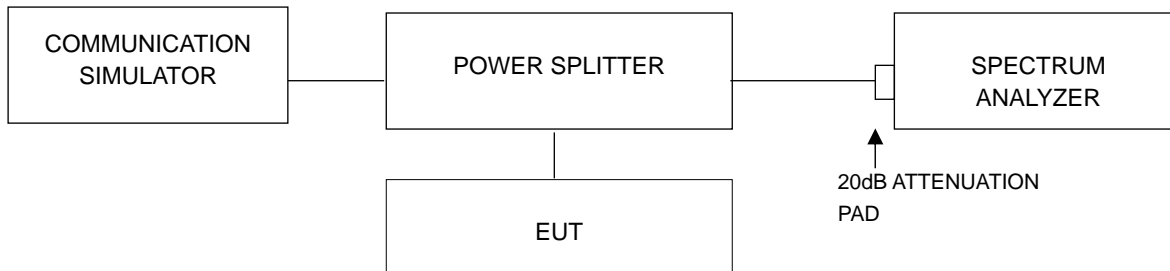 COMMUNICATION
SIMULATOR
POWER SPLITTER
SPECTRUM
ANALYZER
20dB ATTENUATION
PAD
EUT